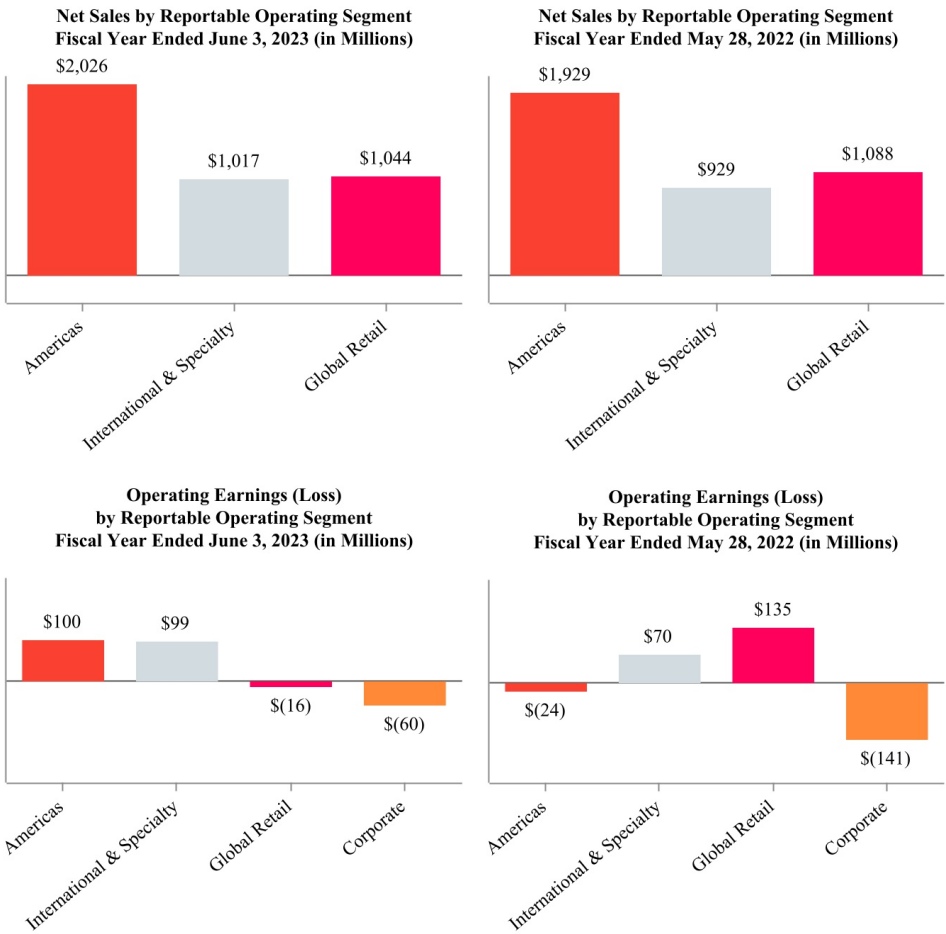 Net Sales by Reportable Operating Segment
Fiscal Year Ended June 3, 2023 (in Millions)
$2,026
$1,017
$1,044
Americas
International & Specialty
Global Retail
Net Sales by Reportable Operating Segment
Fiscal Year Ended May 28, 2022 (in Millions)
$1,929
$929
$1,088
Americas
International & Specialty
Global Retail
Operating Earnings (Loss)
by Reportable Operating Segment
Fiscal Year Ended June 3, 2023 (in Millions)
$100
$99
$(16)
$(60)
Americas
International & Specialty
Global Retail
Corporate
Operating Earnings (Loss)
by Reportable Operating Segment
Fiscal Year Ended May 28, 2022 (in Millions)
$(24)
$70
$135
$(141)
Americas
International & Specialty
Global Retail
Corporate